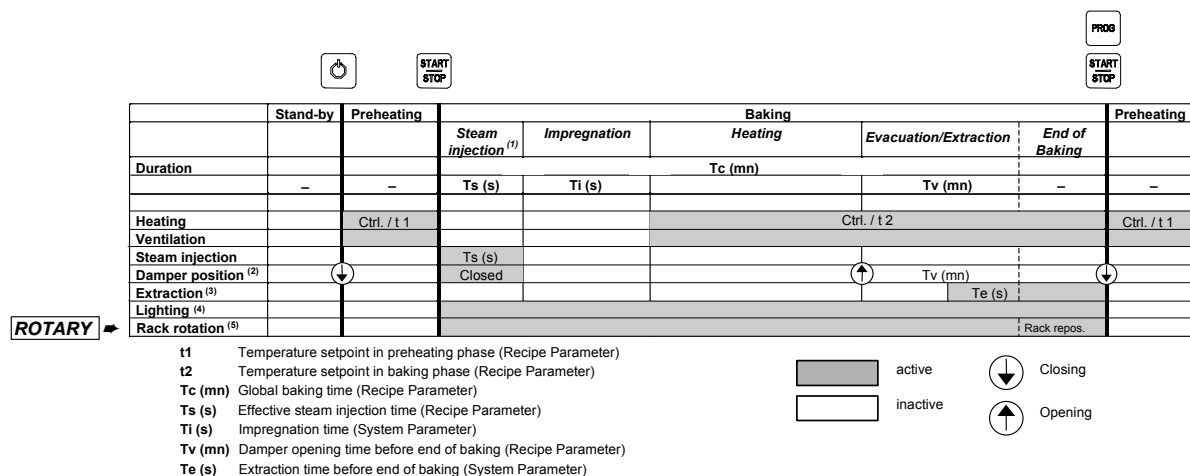 PROG
START
STOP
START
STOP
Stand-by Preheating Baking Preheating
Steam injection (1) Impregnation Heating Evacuation/Extraction End of Baking
Duration Tc (mn)
– – Ts (s) Ti (s) Tv (mn) – –
Heating Ctrl. / t 1 Ctrl. / t 2 Ctrl. / t 1
Ventilation
Steam injection Ts (s)
Damper position (2) Closed Tv (mn)
Extraction (3) Te (s)
Lighting (4)
ROTARY Rack rotation (5) Rack repos.
t1 Temperature setpoint in preheating phase (Recipe Parameter)
t2 Temperature setpoint in baking phase (Recipe Parameter)
Tc (mn) Global baking time (Recipe Parameter)
Ts (s) Effective steam injection time (Recipe Parameter)
Ti (s) Impregnation time (System Parameter)
Tv (mn) Damper opening time before end of baking (Recipe Parameter)
Te (s) Extraction time before end of baking (System Parameter)
active Closing
inactive Opening